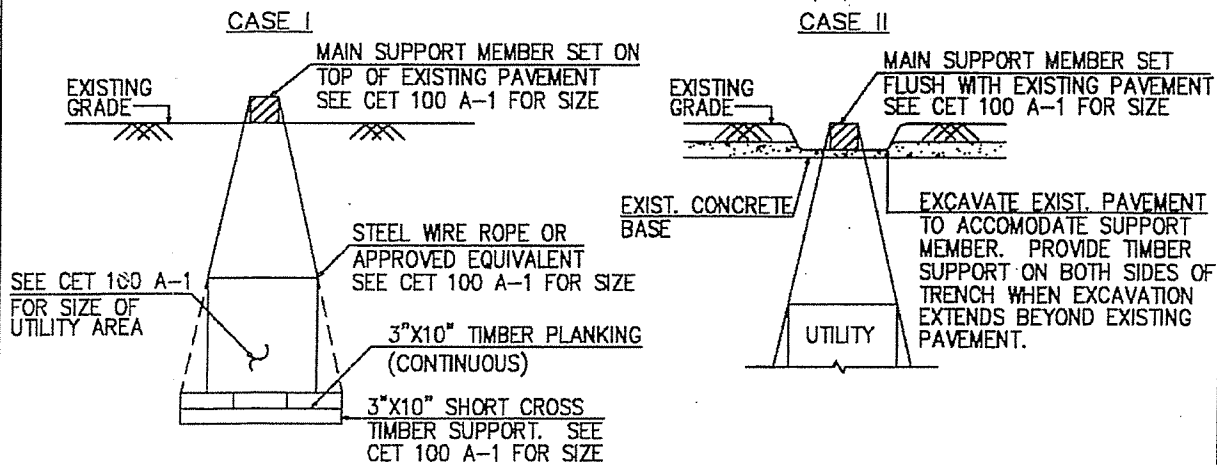 CASE I
MAIN SUPPORT MEMBER SET ON
TOP OF EXISTING PAVEMENT
SEE CET 100 A-1 FOR SIZE
EXISTING
GRADE
STEEL WIRE ROPE OR
APPROVED EQUIVALENT
SEE CET 100 A-1 FOR SIZE
SEE CET 100 A-1
FOR SIZE OF
UTILITY AREA
3"X10" TIMBER PLANKING
(CONTINUOUS)
3"X10" SHORT CROSS
TIMBER SUPPORT. SEE
CET 100 A-1 FOR SIZE
CASE II
MAIN SUPPORT MEMBER SET
FLUSH WITH EXISTING PAVEMENT
SEE CET 100 A-1 FOR SIZE
EXISTING
GRADE
EXIST. CONCRETE
BASE
EXCAVATE EXIST. PAVEMENT
TO ACCOMODATE SUPPORT
MEMBER. PROVIDE TIMBER
SUPPORT ON BOTH SIDES OF
TRENCH WHEN EXCAVATION
EXTENDS BEYOND EXISTING
PAVEMENT.
UTILITY